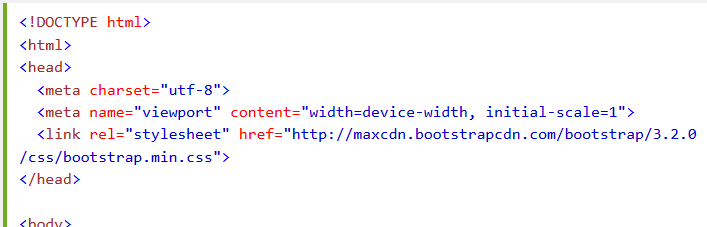 <!DOCTYPE html>
<html>
<head>
  <meta charset="utf-8">
  <meta name="viewport" content="width=device-width, initial-scale=1">
  <link rel="stylesheet" href="http://maxcdn.bootstrapcdn.com/bootstrap/3.2.0
/css/bootstrap.min.css">
</head>

<body>